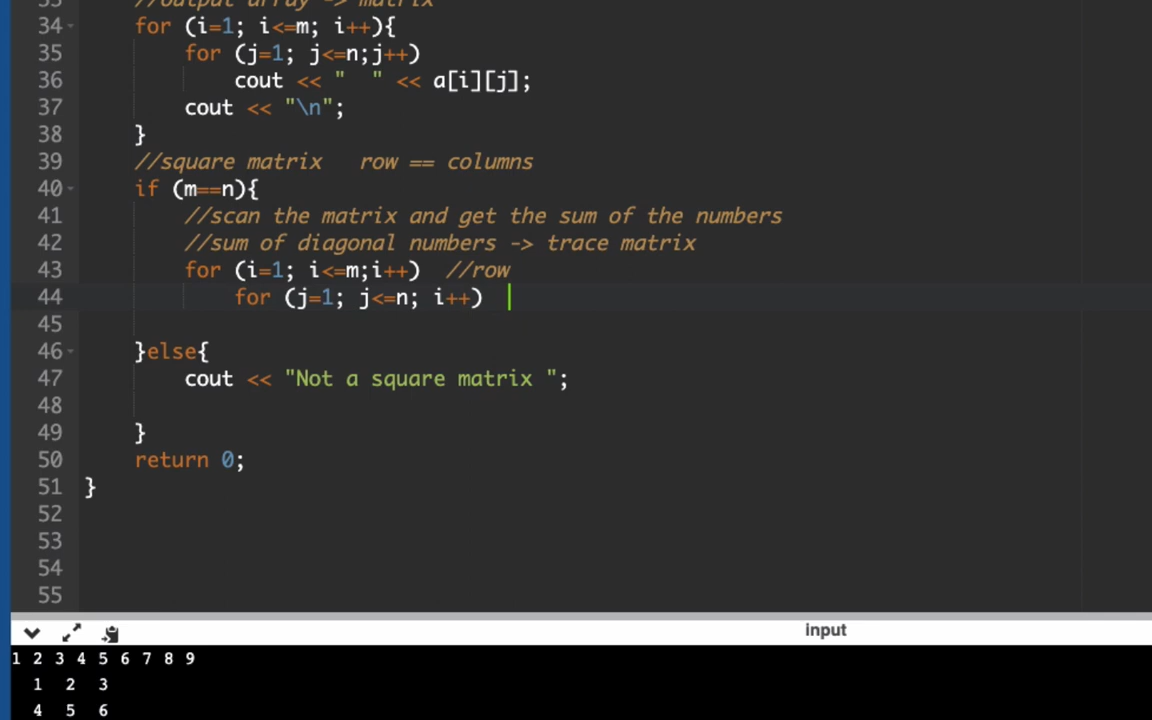 33 //output array -> matrix
34 for (i=1; i<=m; i++){
35 for (j=1; j<=n;j++)
36 cout << "  " << a[i][j];
37 cout << "\n";
38 }
39 //square matrix   row == columns
40 if (m==n){
41 //scan the matrix and get the sum of the numbers
42 //sum of diagonal numbers -> trace matrix
43 for (i=1; i<=m;i++)  //row
44 for (j=1; j<=n; i++)
45
46 }else{
47 cout << "Not a square matrix ";
48
49 }
50 return 0;
51 }
52
53
54
55
input
1 2 3 4 5 6 7 8 9
1 2 3
4 5 6